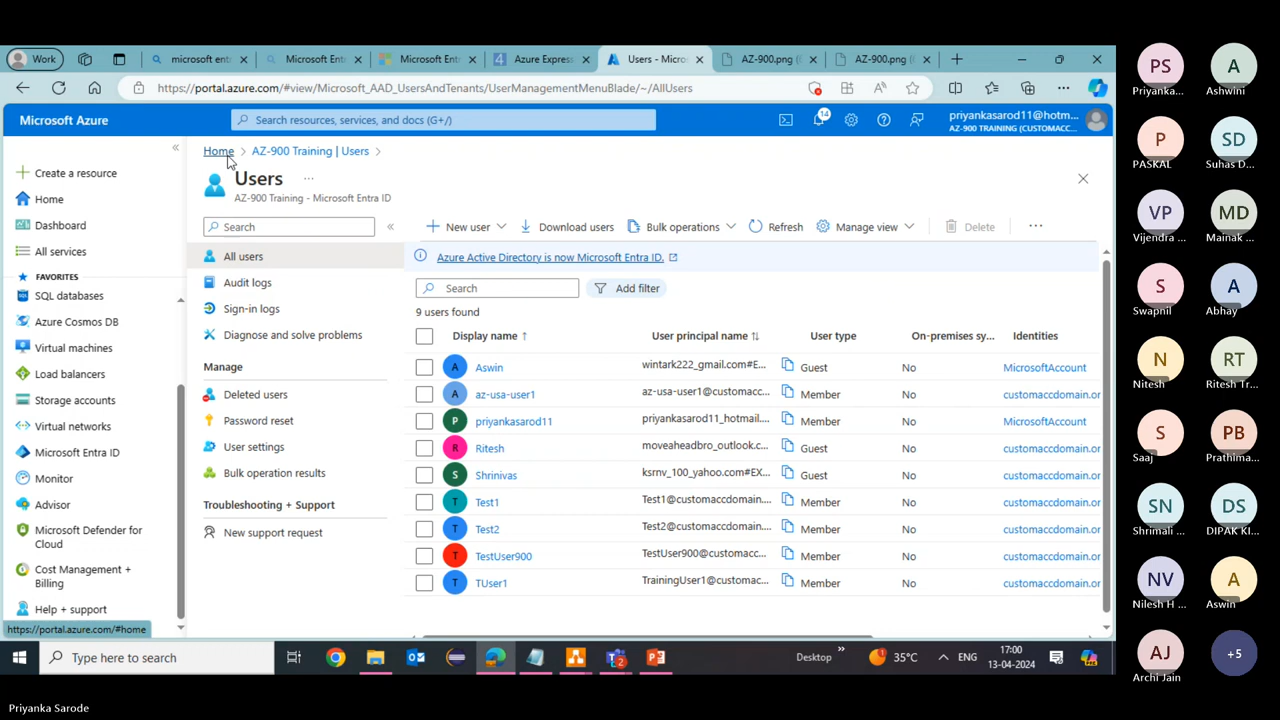 Work
microsoft ent
Microsoft Ent
Microsoft Ent
Azure Express
Users - Micro
AZ-900.png (
AZ-900.png (
https://portal.azure.com/#view/Microsoft_AAD_UsersAndTenants/UserManagementMenuBlade/~/AllUsers
Microsoft Azure
Search resources, services, and docs (G+/)
14
priyankasarod11@hotm...
AZ-900 TRAINING (CUSTOMACC...
Create a resource
Home
Dashboard
All services
FAVORITES
SQL databases
Azure Cosmos DB
Virtual machines
Load balancers
Storage accounts
Virtual networks
Microsoft Entra ID
Monitor
Advisor
Microsoft Defender for
Cloud
Cost Management +
Billing
Help + support
https://portal.azure.com/#home
Home > AZ-900 Training | Users >
Users ...
AZ-900 Training - Microsoft Entra ID
Search
All users
Audit logs
Sign-in logs
Diagnose and solve problems
Manage
Deleted users
Password reset
User settings
Bulk operation results
Troubleshooting + Support
New support request
New user
Download users
Bulk operations
Refresh
Manage view
Delete
...
Azure Active Directory is now Microsoft Entra ID.
Search
Add filter
9 users found
Display name ↑ User principal name ↑↓ User type On-premises sy... Identities
A Aswin wintark222_gmail.com#E... Guest No MicrosoftAccount
A az-usa-user1 az-usa-user1@customacc... Member No customaccdomain.or
P priyankasarod11 priyankasarod11_hotmail.... Member No MicrosoftAccount
R Ritesh moveaheadbro_outlook.c... Guest No customaccdomain.or
S Shrinivas ksrnv_100_yahoo.com#EX... Guest No customaccdomain.or
T Test1 Test1@customaccdomain.... Member No customaccdomain.or
T Test2 Test2@customaccdomain.... Member No customaccdomain.or
T TestUser900 TestUser900@customacc... Member No customaccdomain.or
T TUser1 TrainingUser1@customac... Member No customaccdomain.or
Type here to search
2
Desktop
35°C
ENG
17:00
13-04-2024
PS
Priyanka...
A
Ashwini
P
PASKAL
SD
Suhas D...
VP
Vijendra ...
MD
Mainak ...
S
Swapnil
A
Abhay
N
Nitesh
RT
Ritesh Tr...
S
Saaj
PB
Prathima...
SN
Shrimali ...
DS
DIPAK KI...
NV
Nilesh H ...
A
Aswin
AJ
Archi Jain
+5
Priyanka Sarode